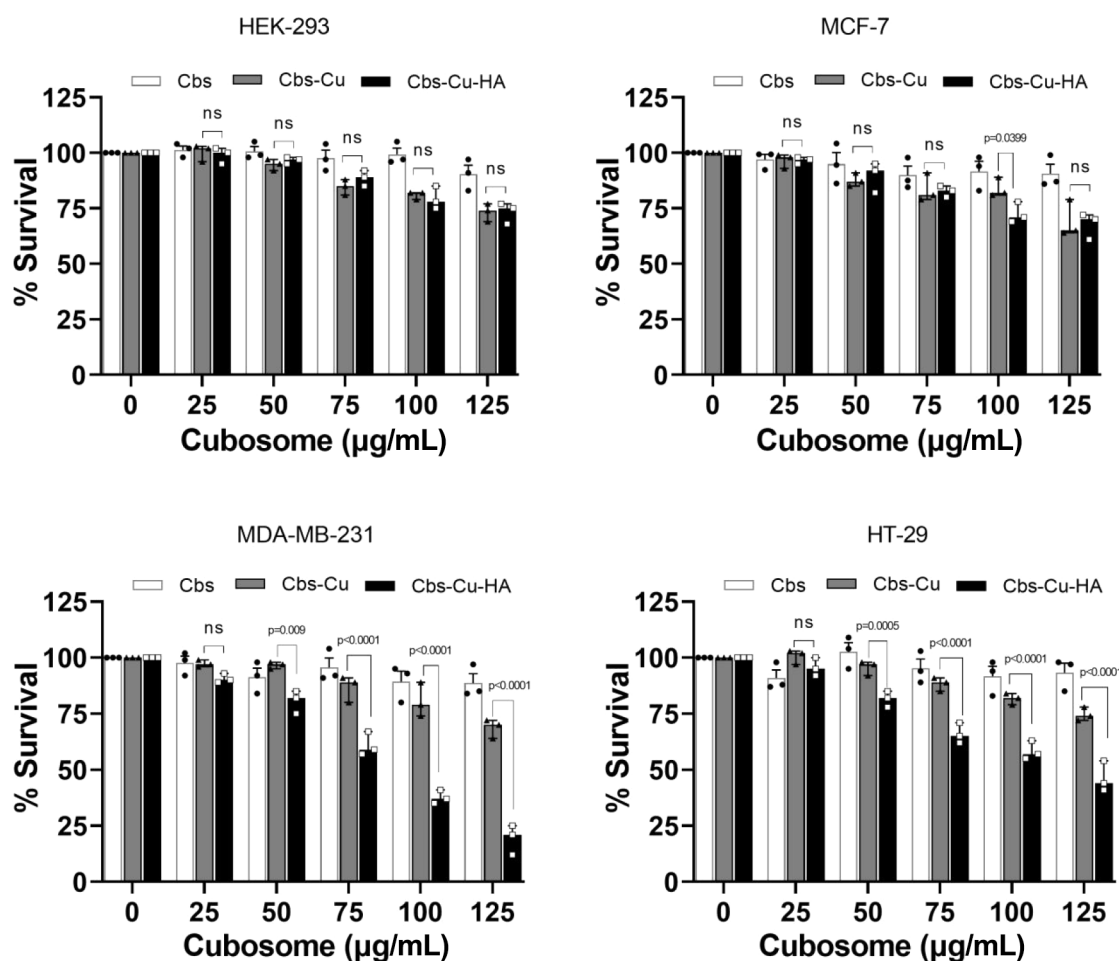 HEK-293
Cbs Cbs-Cu Cbs-Cu-HA
% Survival
125
100
75
50
25
0
ns ns ns ns ns
0 25 50 75 100 125
Cubosome (µg/mL)
MCF-7
Cbs Cbs-Cu Cbs-Cu-HA
% Survival
125
100
75
50
25
0
ns ns ns p=0.0399 ns
0 25 50 75 100 125
Cubosome (µg/mL)
MDA-MB-231
Cbs Cbs-Cu Cbs-Cu-HA
% Survival
125
100
75
50
25
0
ns p=0.009 p<0.0001 p<0.0001 p<0.0001
0 25 50 75 100 125
Cubosome (µg/mL)
HT-29
Cbs Cbs-Cu Cbs-Cu-HA
% Survival
125
100
75
50
25
0
ns p=0.0005 p<0.0001 p<0.0001 p<0.0001
0 25 50 75 100 125
Cubosome (µg/mL)